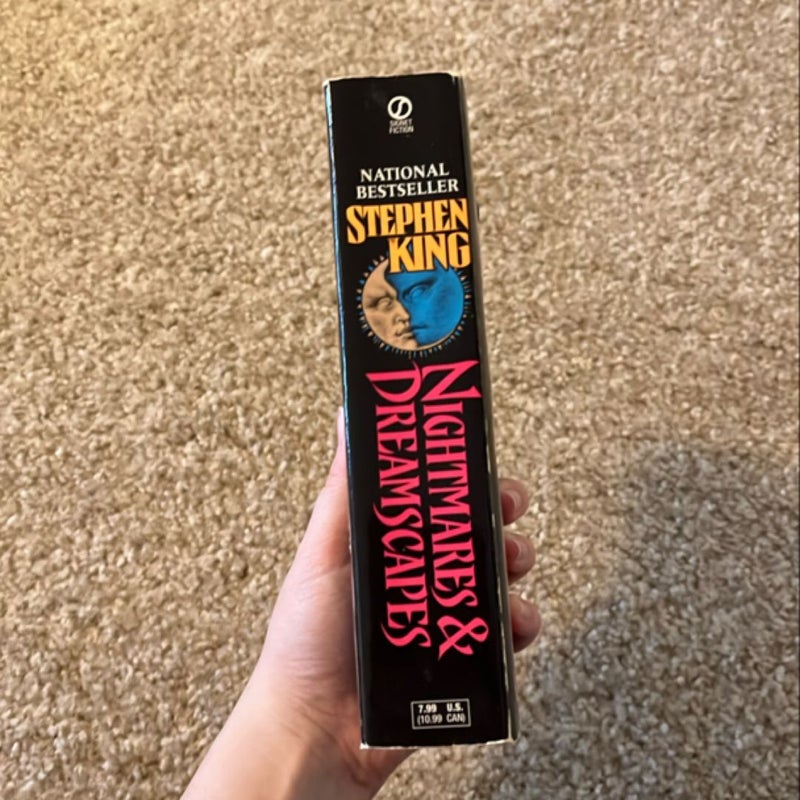 SIGNET
FICTION
NATIONAL
BESTSELLER
STEPHEN
KING
NIGHTMARES &
DREAMSCAPES
7.99 U.S.
(10.99 CAN)